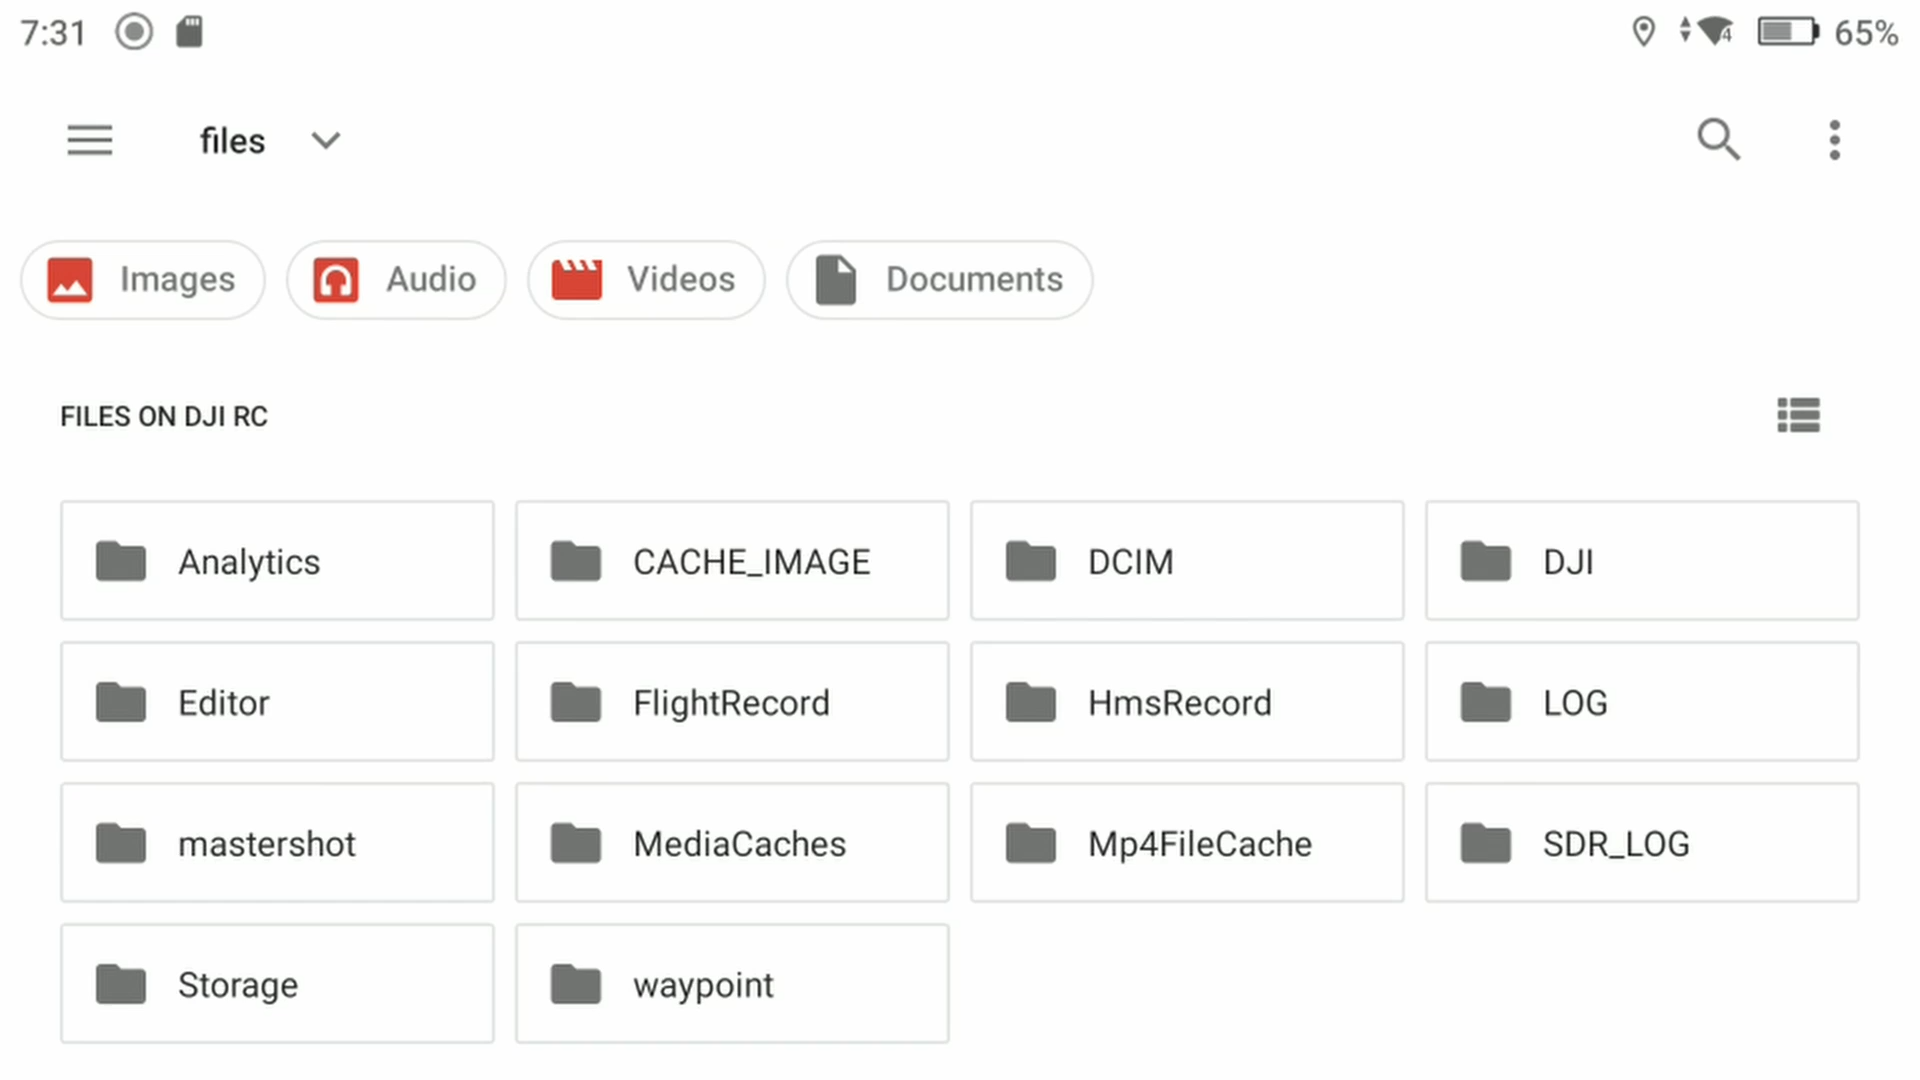 7:31 4 65%
files
Images Audio Videos Documents
FILES ON DJI RC
Analytics CACHE_IMAGE DCIM DJI
Editor FlightRecord HmsRecord LOG
mastershot MediaCaches Mp4FileCache SDR_LOG
Storage waypoint